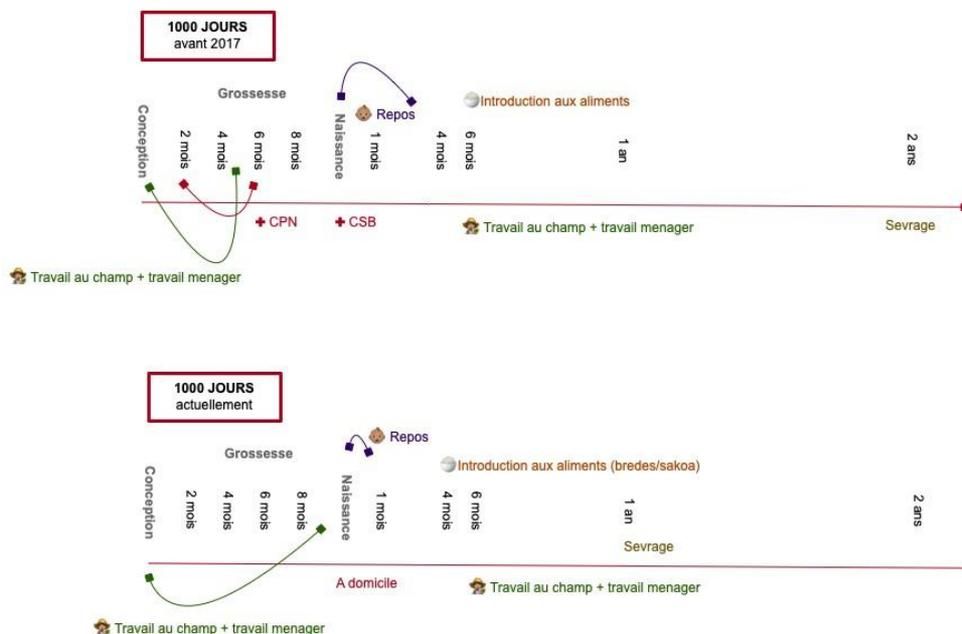 1000 JOURS
avant 2017
Grossesse
Introduction aux aliments
Repos
Conception
2 mois
4 mois
6 mois
8 mois
Naissance
1 mois
4 mois
6 mois
1 an
2 ans
CPN
CSB
Travail au champ + travail menager
Sevrage
Travail au champ + travail menager
1000 JOURS
actuellement
Repos
Grossesse
Introduction aux aliments (bredes/sakoa)
Conception
2 mois
4 mois
6 mois
8 mois
Naissance
1 mois
4 mois
6 mois
1 an
2 ans
Sevrage
A domicile
Travail au champ + travail menager
Travail au champ + travail menager